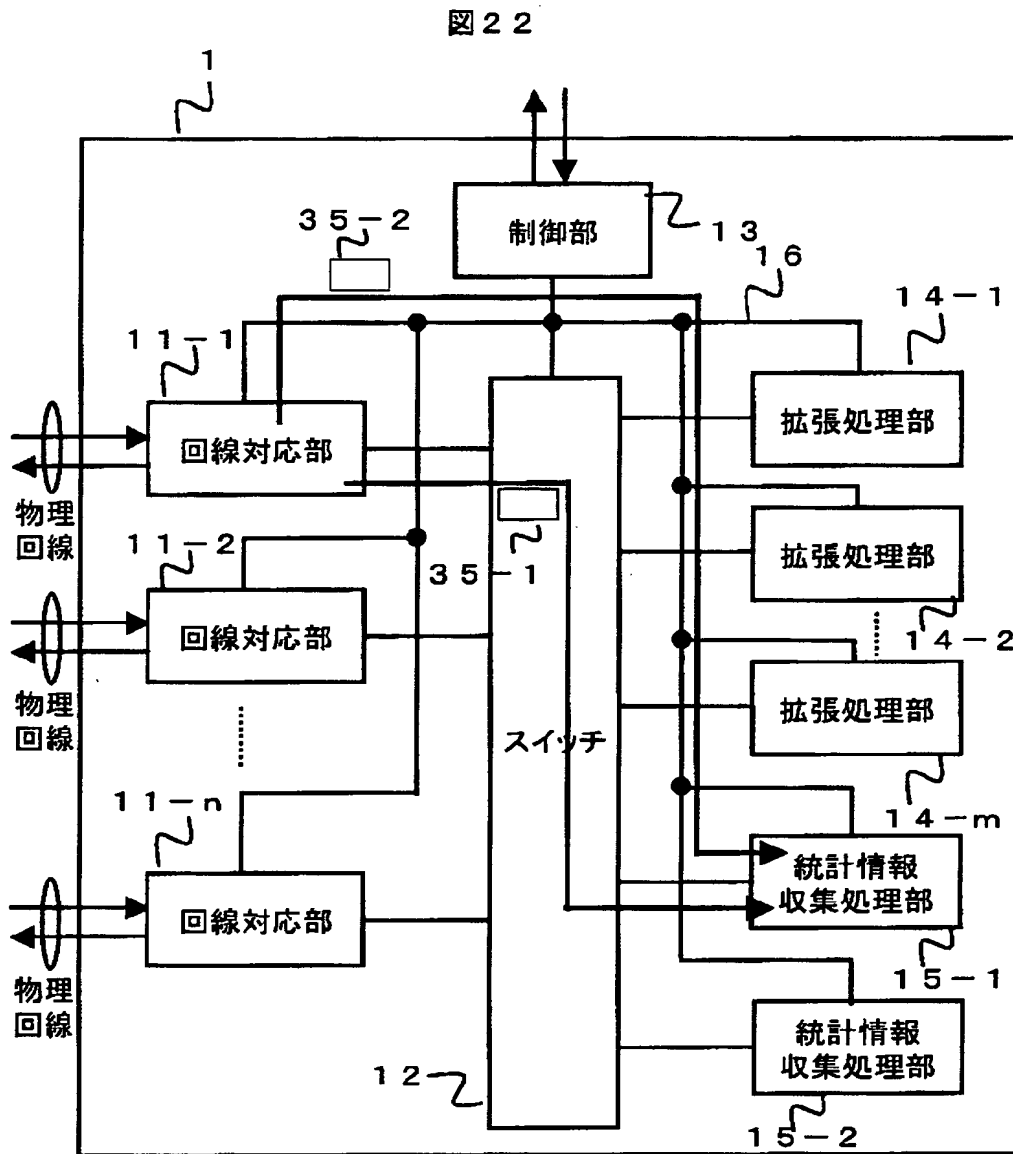 図２２
１
制御部
１３
３５－２
１６
１４－１
１１－１
回線対応部
拡張処理部
物理
回線
１１－２
３５－１
拡張処理部
回線対応部
１４－２
物理
回線
拡張処理部
スイッチ
１１－ｎ
１４－ｍ
統計情報
収集処理部
回線対応部
１５－１
物理
回線
統計情報
収集処理部
１２
１５－２